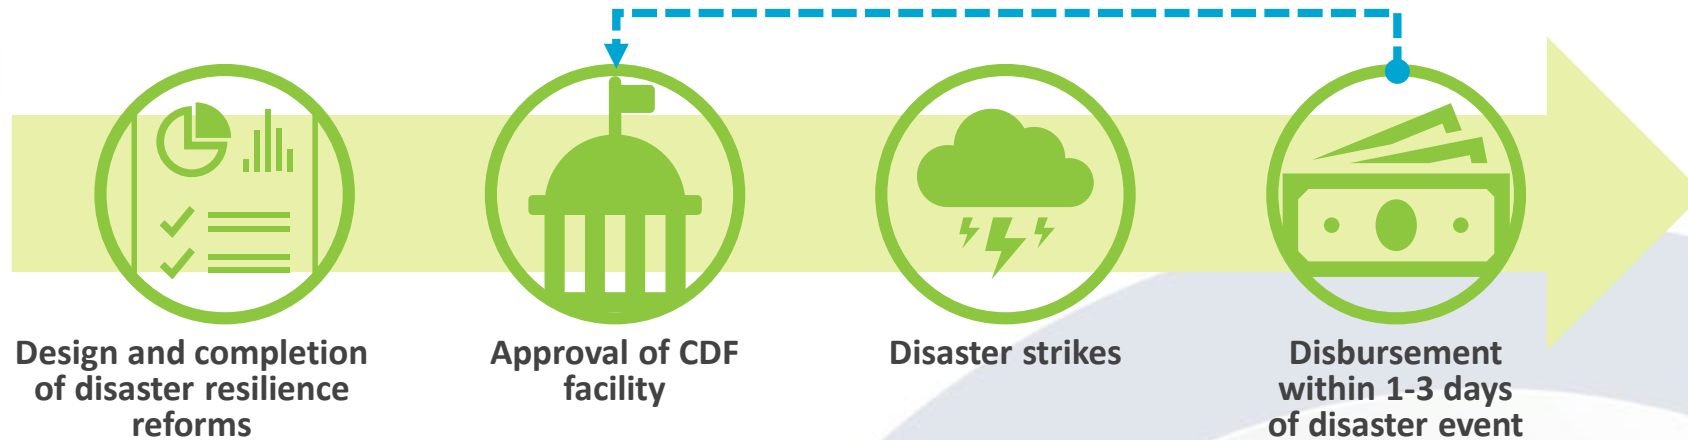 Design and completion
of disaster resilience
reforms
Approval of CDF
facility
Disaster strikes
Disbursement
within 1-3 days
of disaster event